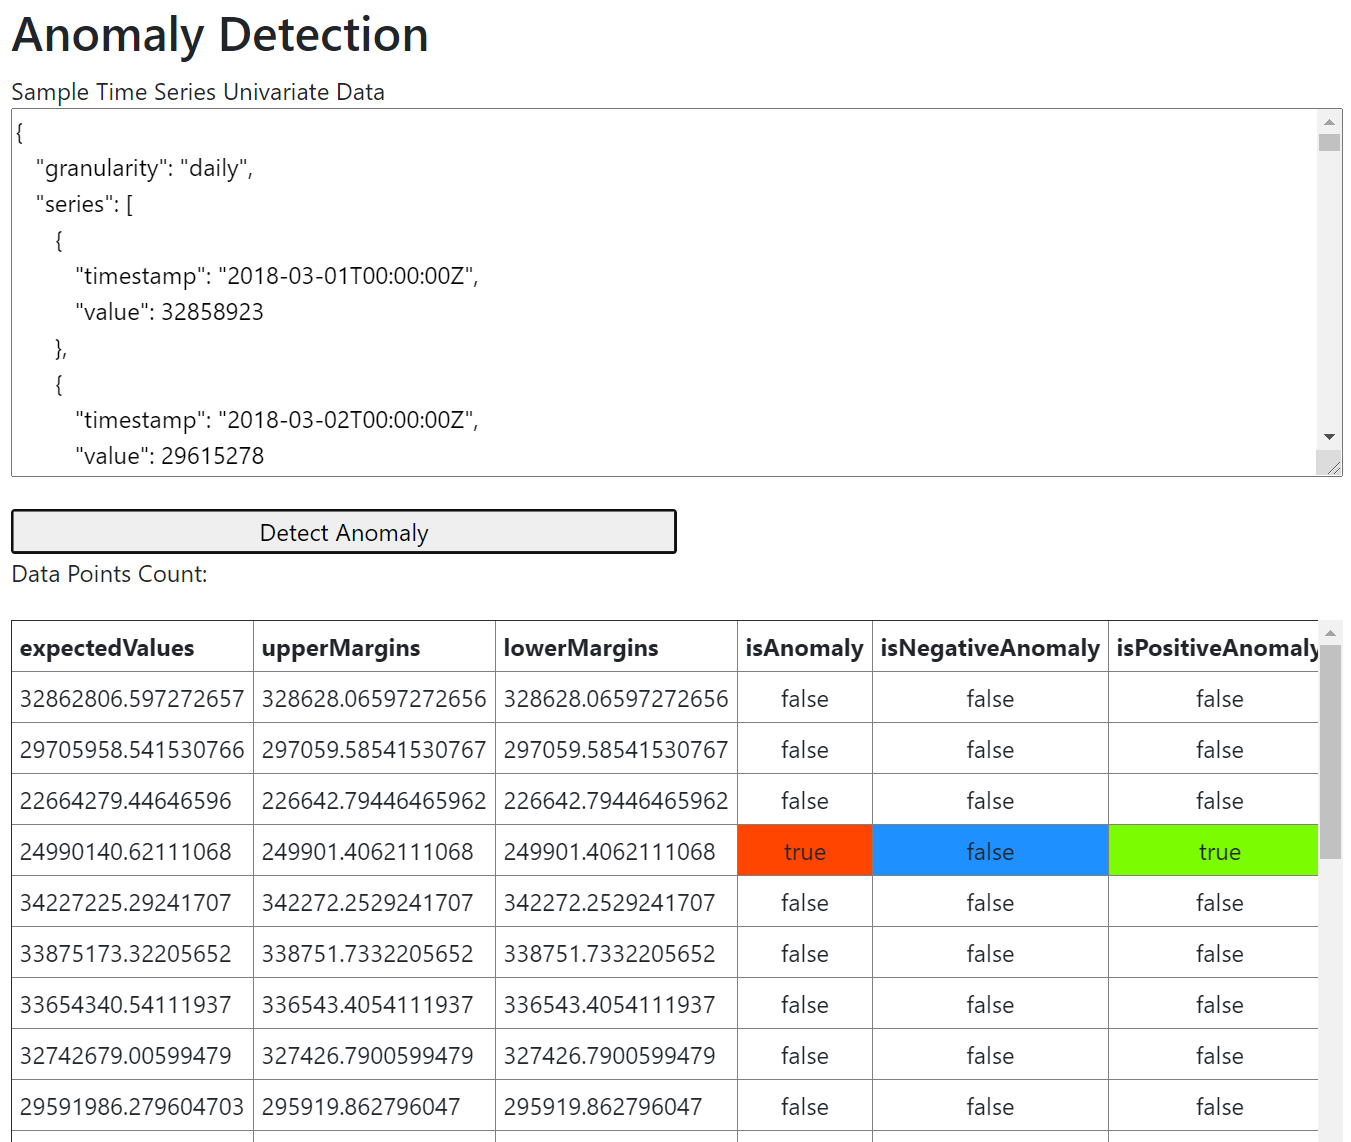 Anomaly Detection
Sample Time Series Univariate Data
{
"granularity": "daily",
"series": [
{
"timestamp": "2018-03-01T00:00:00Z",
"value": 32858923
},
{
"timestamp": "2018-03-02T00:00:00Z",
"value": 29615278
Detect Anomaly
Data Points Count:
expectedValues upperMargins lowerMargins isAnomaly isNegativeAnomaly isPositiveAnomaly
32862806.597272657 328628.06597272656 328628.06597272656 false false false
29705958.541530766 297059.58541530767 297059.58541530767 false false false
22664279.44646596 226642.79446465962 226642.79446465962 false false false
24990140.62111068 249901.4062111068 249901.4062111068 true false true
34227225.29241707 342272.2529241707 342272.2529241707 false false false
33875173.32205652 338751.7332205652 338751.7332205652 false false false
33654340.54111937 336543.4054111937 336543.4054111937 false false false
32742679.00599479 327426.7900599479 327426.7900599479 false false false
29591986.279604703 295919.862796047 295919.862796047 false false false